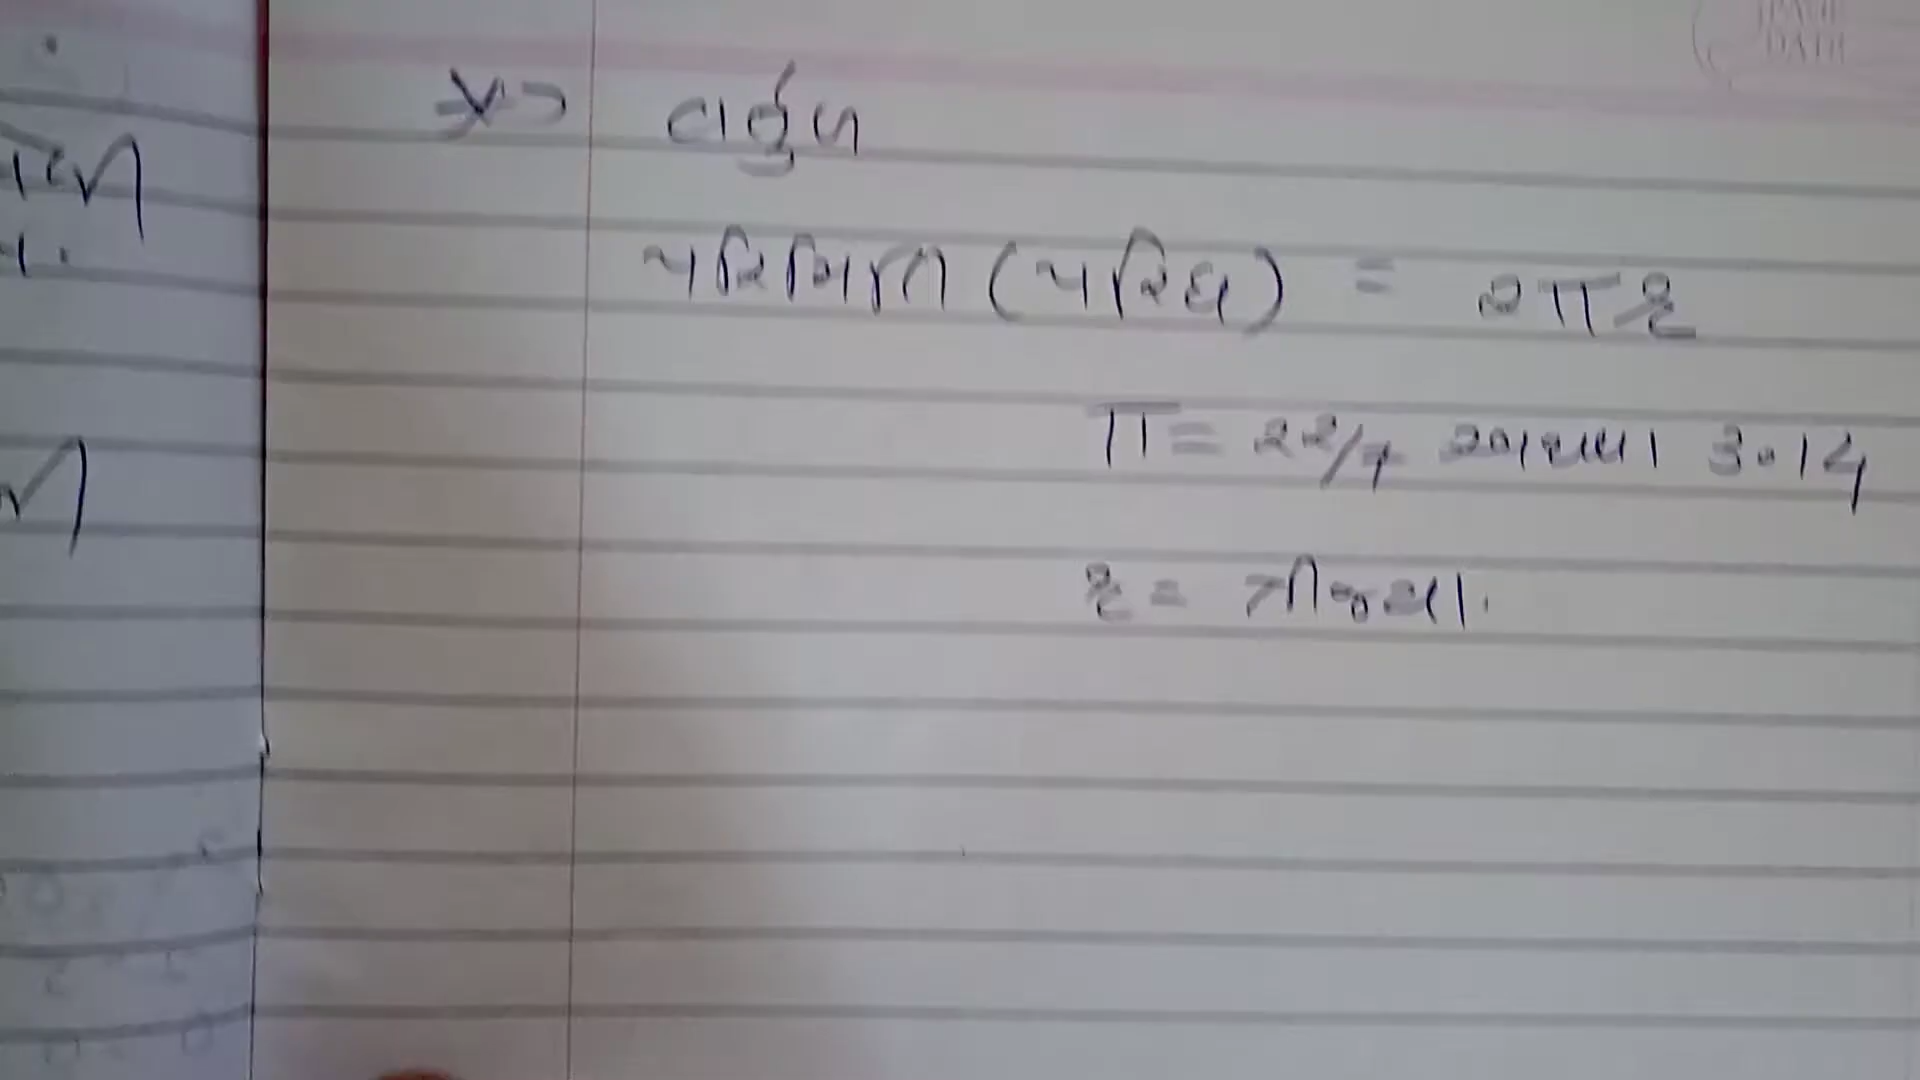 * → વર્તુળ
પરિમિતિ (પરિઘ) = 2πr
π = 22/7 અથવા 3.14
r = ત્રીજ્યા.